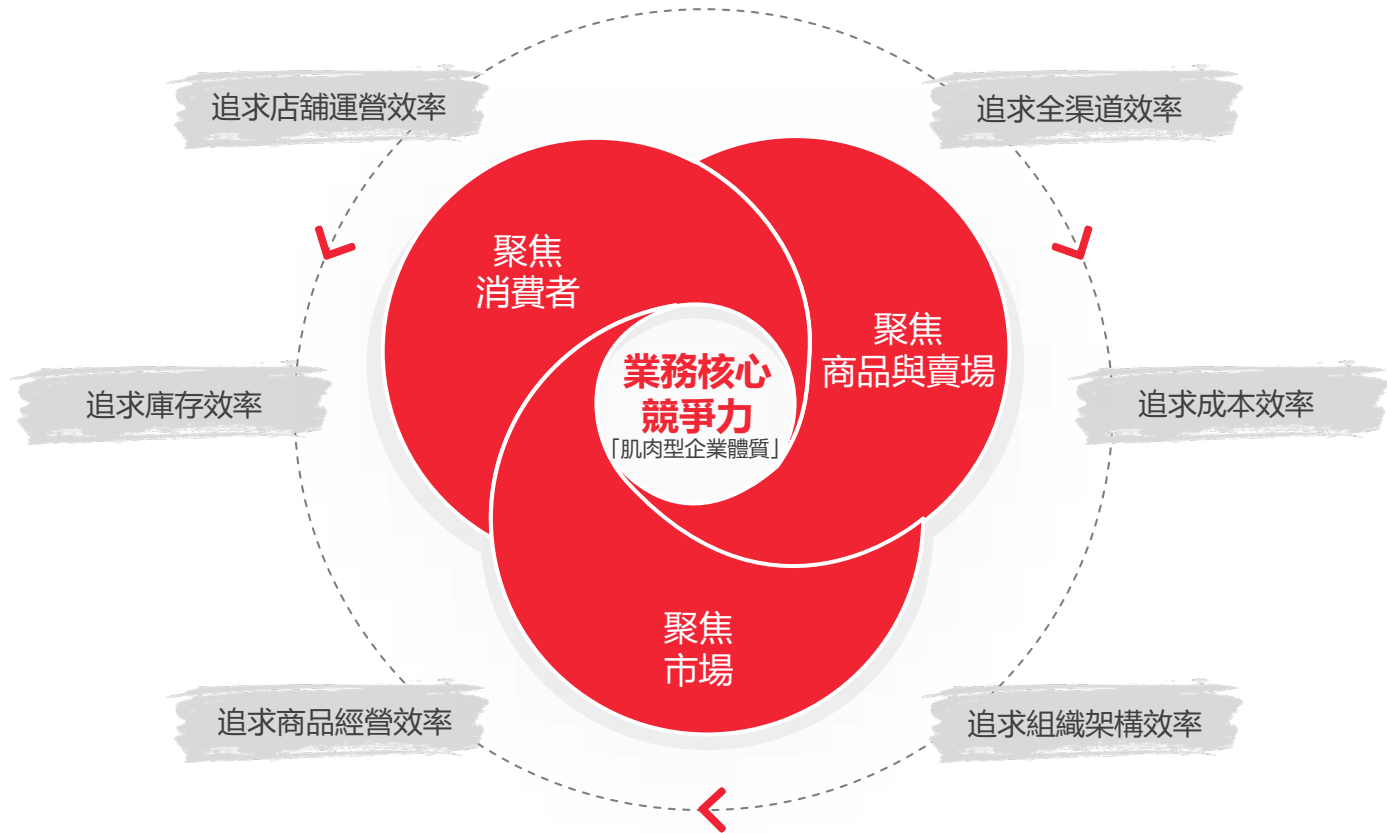 追求店舖運營效率
追求全渠道效率
聚焦
消費者
聚焦
商品與賣場
業務核心
競爭力
「肌肉型企業體質」
追求庫存效率
追求成本效率
聚焦
市場
追求商品經營效率
追求組織架構效率